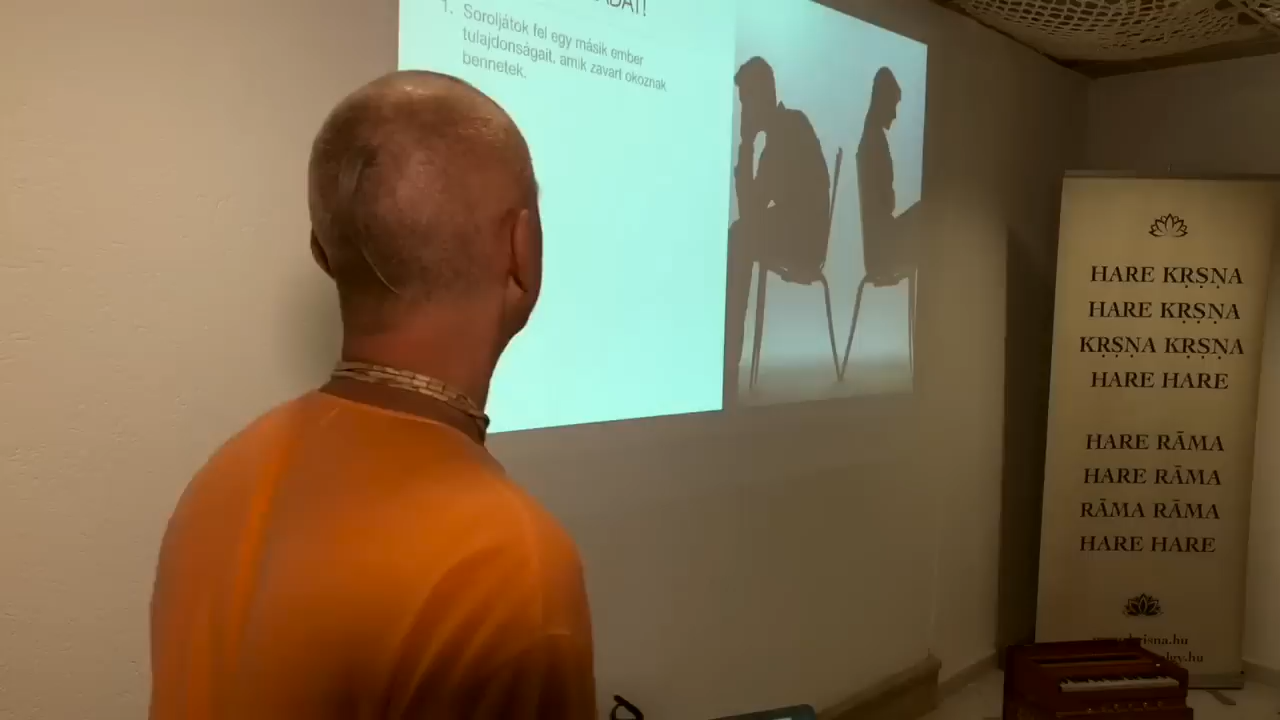 1. Soroljátok fel egy másik ember
tulajdonságait, amik zavart okoznak
bennetek.
HARE KṚṢṆA
HARE KṚṢṆA
KṚṢṆA KṚṢṆA
HARE HARE
HARE RĀMA
HARE RĀMA
RĀMA RĀMA
HARE HARE